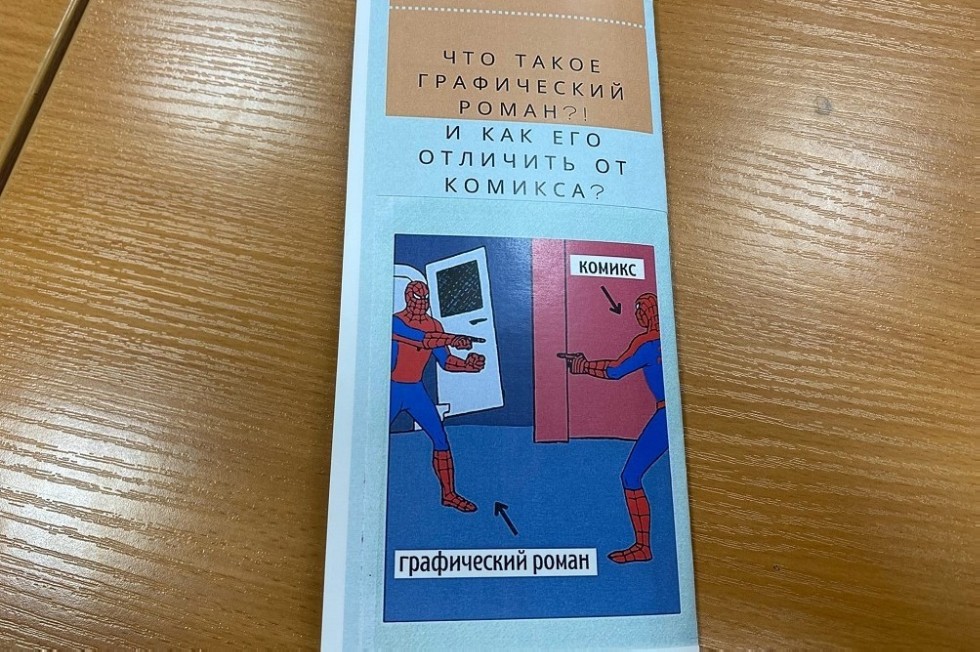 ЧТО ТАКОЕ
ГРАФИЧЕСКИЙ
РОМАН?!
И КАК ЕГО
ОТЛИЧИТЬ ОТ
КОМИКСА?
комикс
графический роман